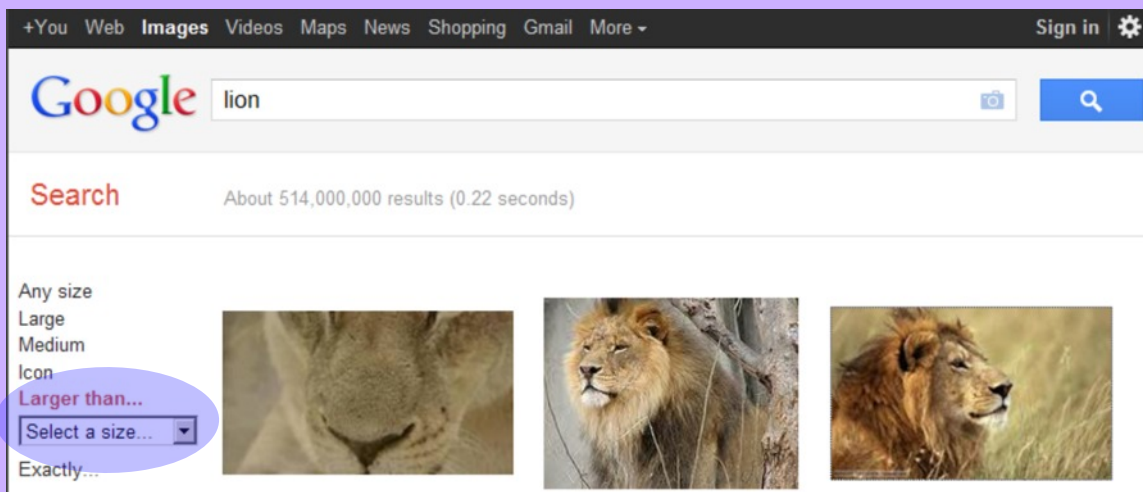 +You Web Images Videos Maps News Shopping Gmail More
Sign in
Google lion
Search About 514,000,000 results (0.22 seconds)
Any size
Large
Medium
Icon
Larger than...
Select a size...
Exactly...